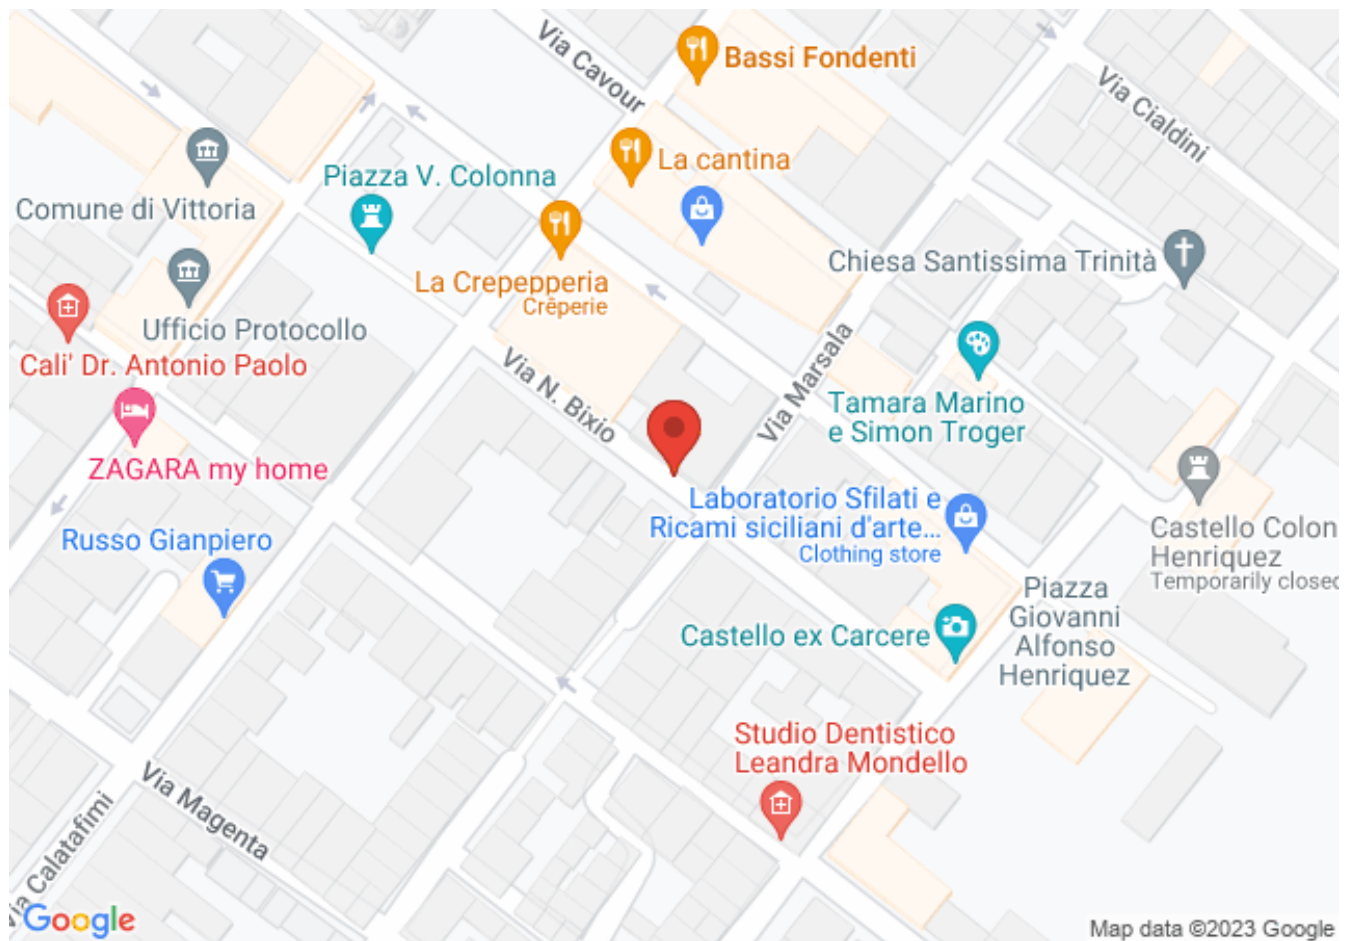 Via Cavour
Bassi Fondenti
Via Cialdini
La cantina
Piazza V. Colonna
Comune di Vittoria
Chiesa Santissima Trinità
La Crepepperia
Crêperie
Ufficio Protocollo
Cali' Dr. Antonio Paolo
Via N. Bixio
Via Marsala
Tamara Marino
e Simon Troger
ZAGARA my home
Laboratorio Sfilati e
Ricami siciliani d'arte...
Clothing store
Castello Colon
Henriquez
Temporarily closed
Russo Gianpiero
Piazza
Giovanni
Alfonso
Henriquez
Castello ex Carcere
Studio Dentistico
Leandra Mondello
Via Magenta
Via Calatafimi
Google
Map data ©2023 Google